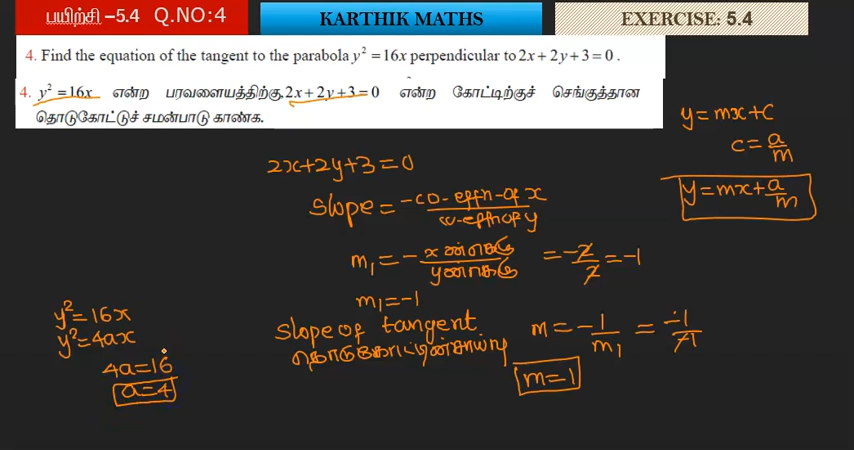 பயிற்சி –5.4 Q.NO:4
KARTHIK MATHS
EXERCISE: 5.4
4. Find the equation of the tangent to the parabola y² = 16x perpendicular to 2x + 2y + 3 = 0 .
4. y² = 16x என்ற பரவளையத்திற்கு, 2x + 2y + 3 = 0 என்ற கோட்டிற்குச் செங்குத்தான
தொடுகோட்டுச் சமன்பாடு காண்க.
y = mx + c
c = a/m
y = mx + a/m
2x+2y+3=0
Slope = -co-effn-of x / co-effn of y
m₁ = - x ன் கெழு / y ன் கெழு = -2/2 = -1
m₁ = -1
Slope of tangent m = -1/m₁ = -1/-1
m = 1
y² = 16x
y² = 4ax
4a = 16
a = 4